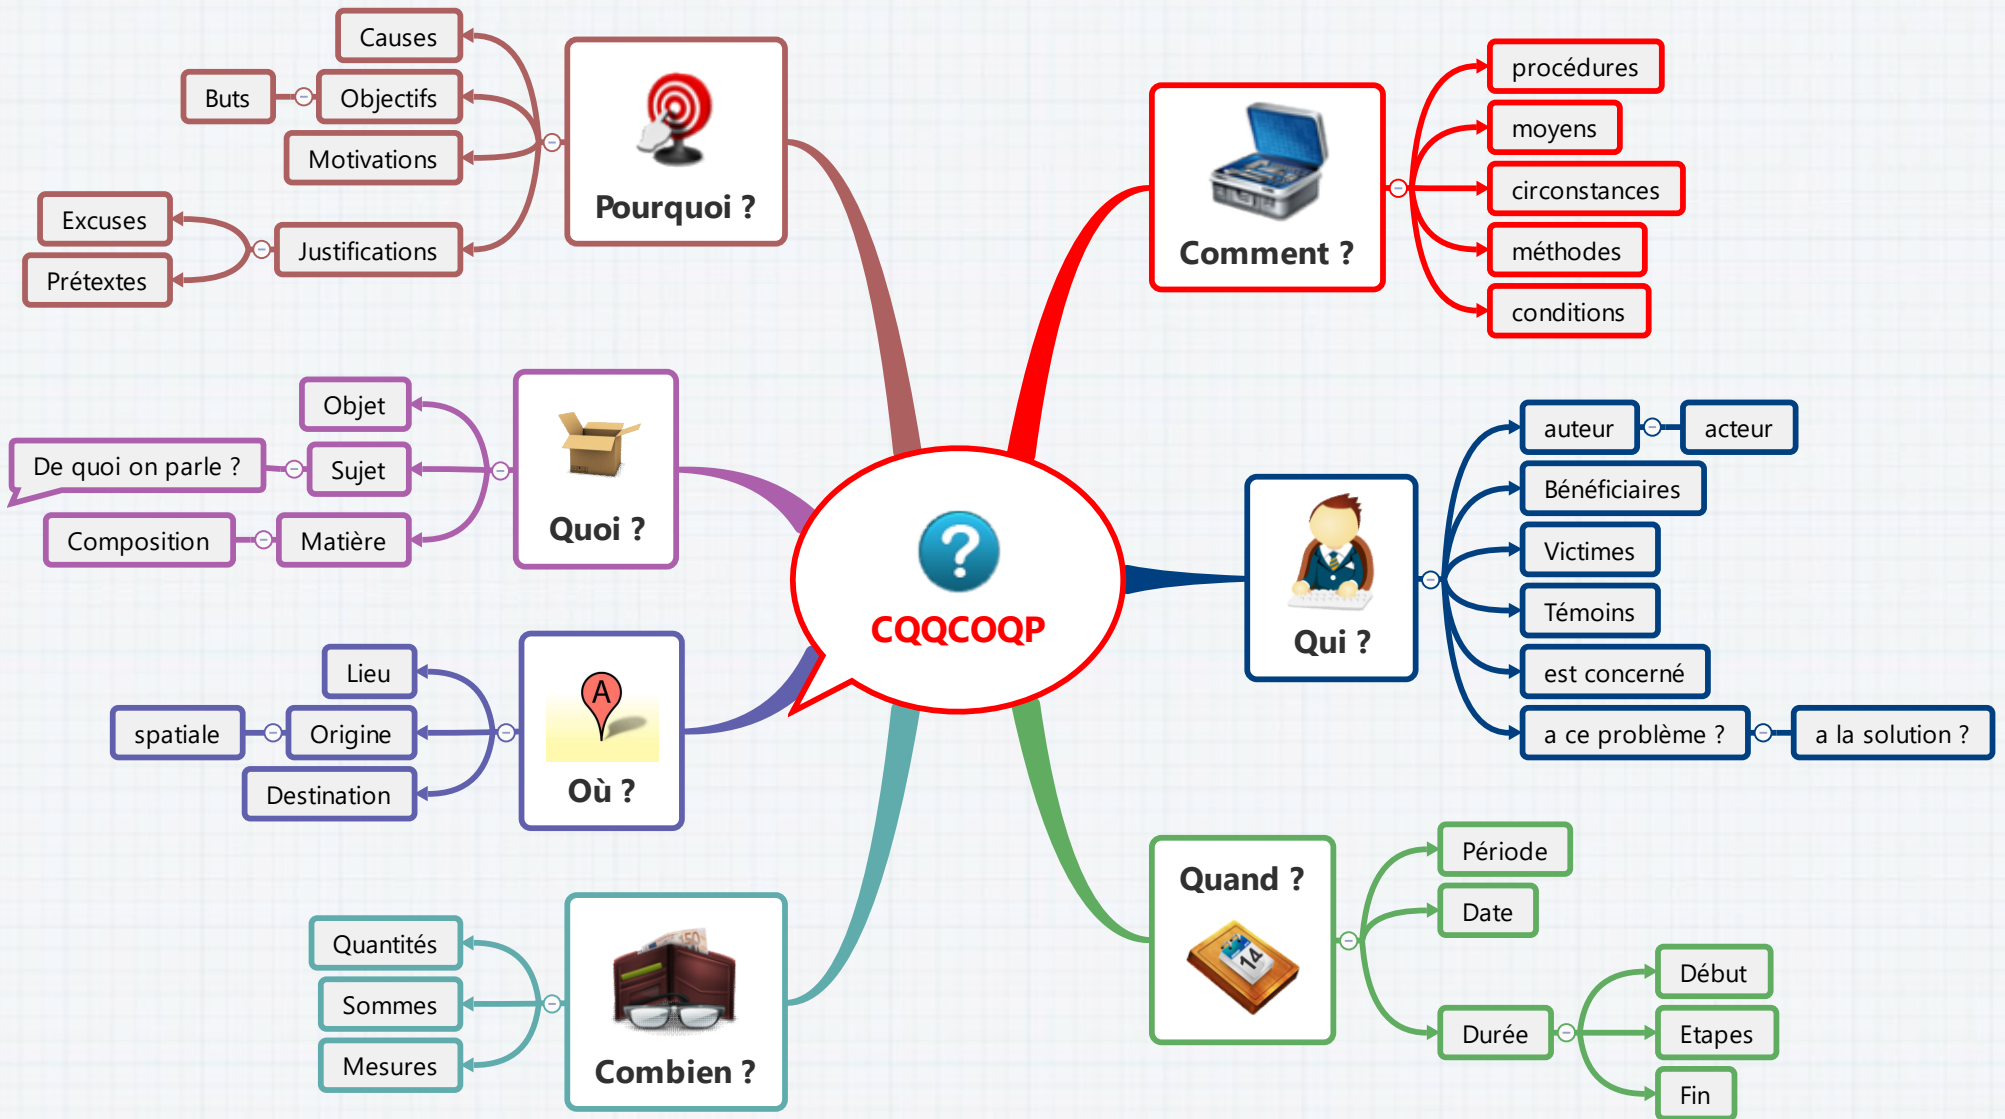 CQQCOQP
Comment ?
procédures
moyens
circonstances
méthodes
conditions
Qui ?
auteur
acteur
Bénéficiaires
Victimes
Témoins
est concerné
a ce problème ?
a la solution ?
Quand ?
14
Période
Date
Durée
Début
Etapes
Fin
Combien ?
50
Quantités
Sommes
Mesures
Où ?
A
Lieu
Origine
spatiale
Destination
Quoi ?
Objet
Sujet
De quoi on parle ?
Matière
Composition
Pourquoi ?
Causes
Objectifs
Buts
Motivations
Justifications
Excuses
Prétextes